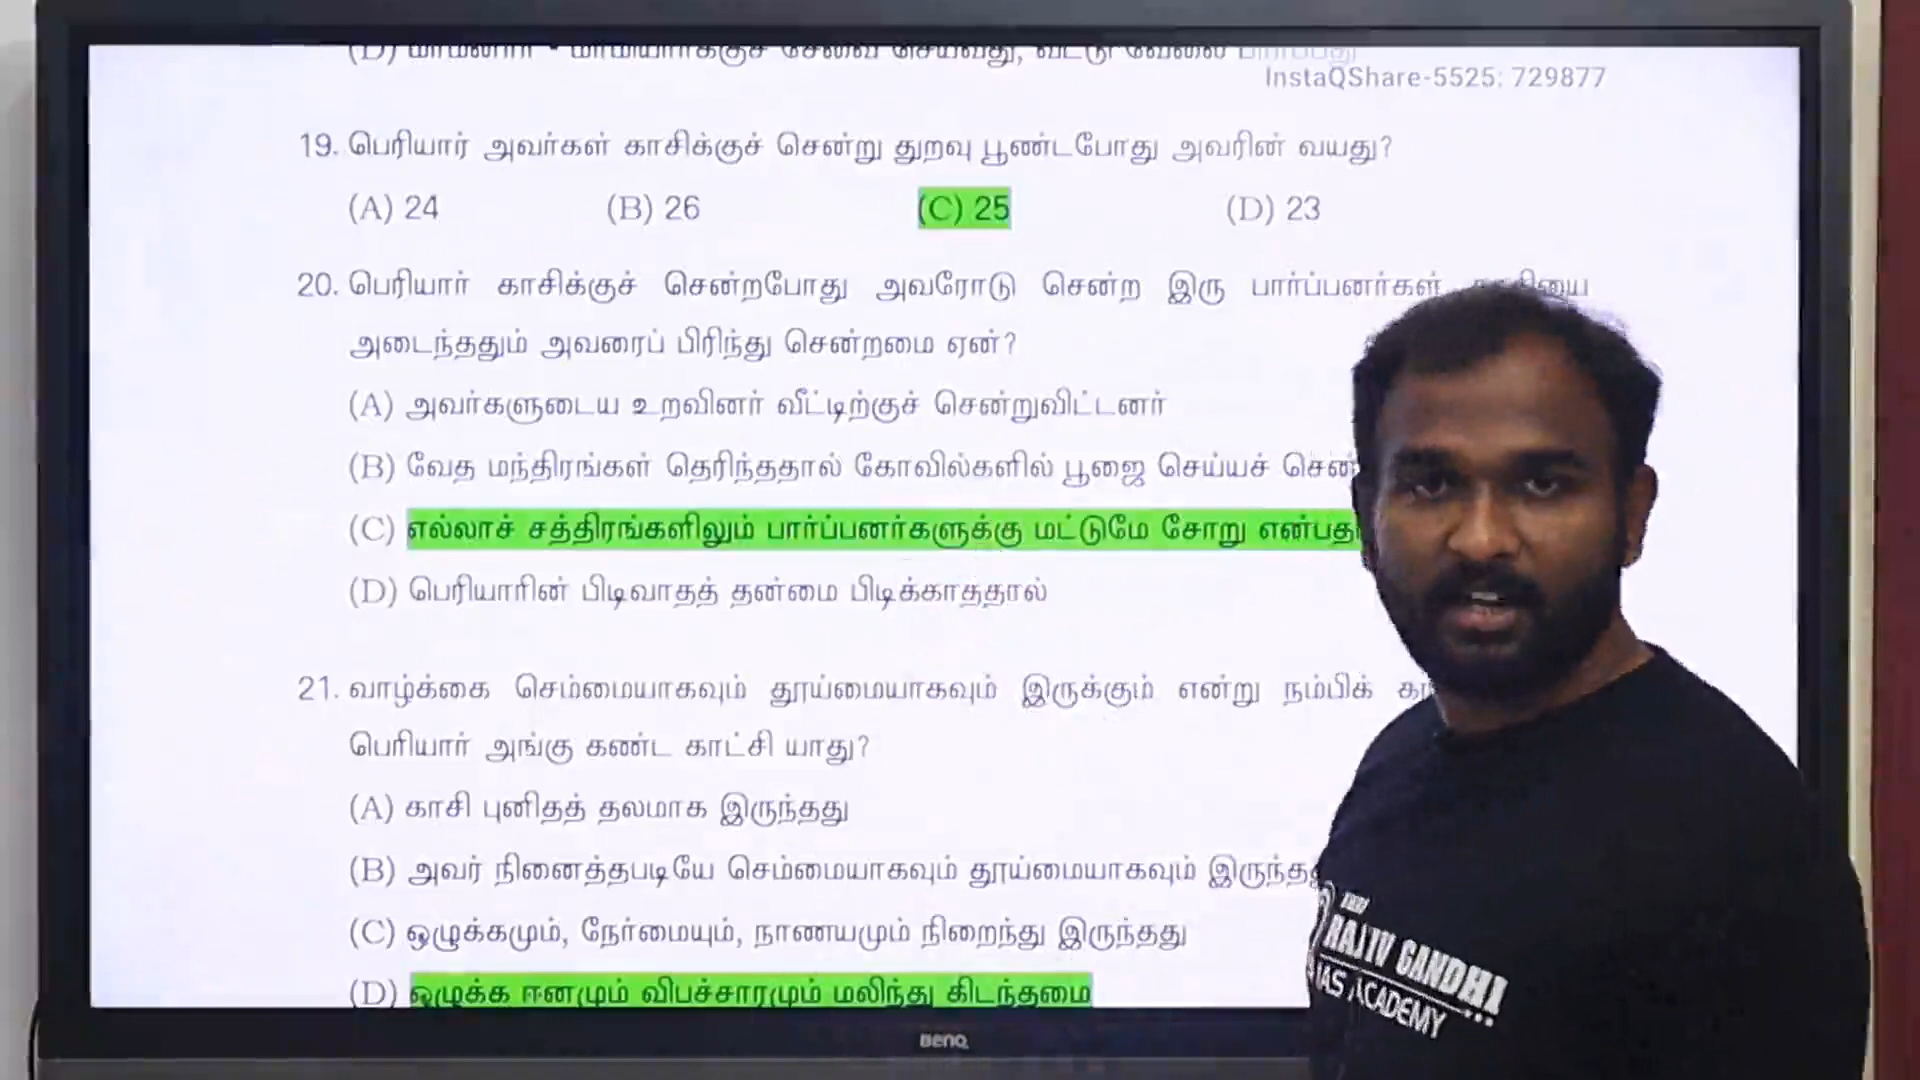 (D) மாமனார் - மாமியாருக்குச் சேவை செய்வது, வீட்டு வேலை பார்ப்பது
InstaQShare-5525: 729877
19. பெரியார் அவர்கள் காசிக்குச் சென்று துறவு பூண்டபோது அவரின் வயது?
(A) 24 (B) 26 (C) 25 (D) 23
20. பெரியார் காசிக்குச் சென்றபோது அவரோடு சென்ற இரு பார்ப்பனர்கள்
அடைந்ததும் அவரைப் பிரிந்து சென்றமை ஏன்?
(A) அவர்களுடைய உறவினர் வீட்டிற்குச் சென்றுவிட்டனர்
(B) வேத மந்திரங்கள் தெரிந்ததால் கோவில்களில் பூஜை செய்யச்
(C) எல்லாச் சத்திரங்களிலும் பார்ப்பனர்களுக்கு மட்டுமே சோறு
(D) பெரியாரின் பிடிவாதத் தன்மை பிடிக்காததால்
21. வாழ்க்கை செம்மையாகவும் தூய்மையாகவும் இருக்கும் என்று நம்பிக்
பெரியார் அங்கு கண்ட காட்சி யாது?
(A) காசி புனிதத் தலமாக இருந்தது
(B) அவர் நினைத்தபடியே செம்மையாகவும் தூய்மையாகவும்
(C) ஒழுக்கமும், நேர்மையும், நாணயமும் நிறைந்து இருந்தது
(D) ஒழுக்க ஈனமும் விபச்சாரமும் மலிந்து கிடந்தமை
RAJIV GANDHI
IAS ACADEMY
BenQ